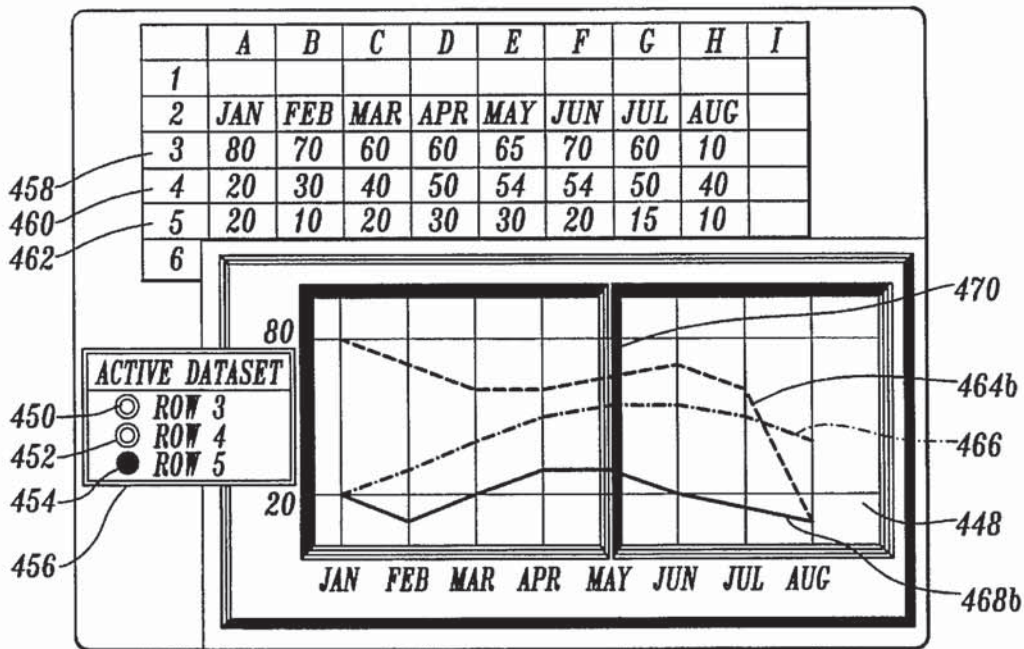 A B C D E F G H I
1
2 JAN FEB MAR APR MAY JUN JUL AUG
3 80 70 60 60 65 70 60 10
458
4 20 30 40 50 54 54 50 40
460
5 20 10 20 30 30 20 15 10
462
6
470
80
ACTIVE DATASET
464b
450 ROW 3
452 ROW 4
466
454 ROW 5
20
448
456
JAN FEB MAR APR MAY JUN JUL AUG
468b